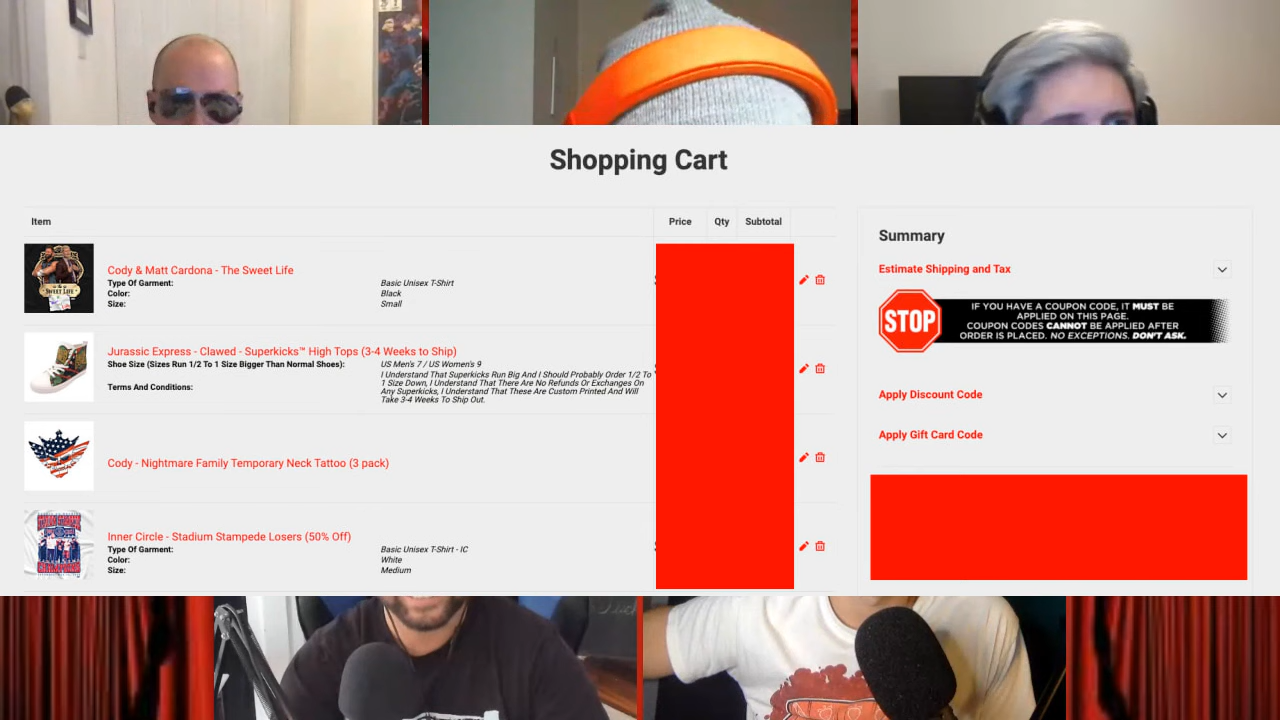 Shopping Cart
Item
Price
Qty
Subtotal
Cody & Matt Cardona - The Sweet Life
Type Of Garment:
Basic Unisex T-Shirt
Color:
Black
Size:
Small
Jurassic Express - Clawed - Superkicks™ High Tops (3-4 Weeks to Ship)
Shoe Size (Sizes Run 1/2 To 1 Size Bigger Than Normal Shoes):
US Men's 7 / US Women's 9
Terms And Conditions:
I Understand That Superkicks Run Big And I Should Probably Order 1/2 To
1 Size Down, I Understand That There Are No Refunds Or Exchanges On
Any Superkicks, I Understand That These Are Custom Printed And Will
Take 3-4 Weeks To Ship Out.
Cody - Nightmare Family Temporary Neck Tattoo (3 pack)
Inner Circle - Stadium Stampede Losers (50% Off)
Type Of Garment:
Basic Unisex T-Shirt - IC
Color:
White
Size:
Medium
Summary
Estimate Shipping and Tax
STOP
IF YOU HAVE A COUPON CODE, IT MUST BE
APPLIED ON THIS PAGE.
COUPON CODES CANNOT BE APPLIED AFTER
ORDER IS PLACED. NO EXCEPTIONS. DON'T ASK.
Apply Discount Code
Apply Gift Card Code
SWEET LIFE